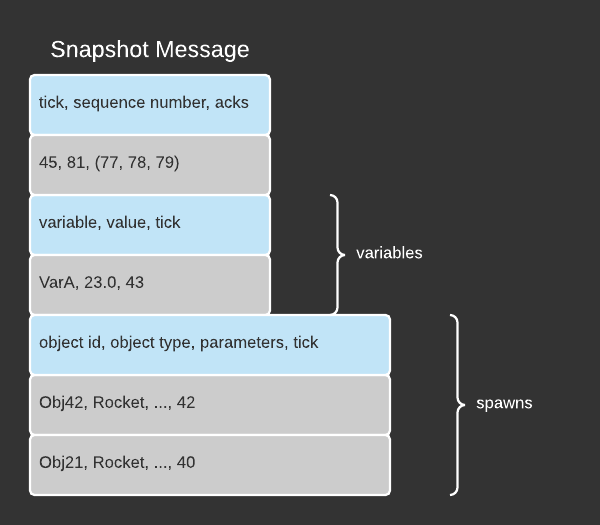 Snapshot Message
tick, sequence number, acks
45, 81, (77, 78, 79)
variable, value, tick
variables
VarA, 23.0, 43
object id, object type, parameters, tick
Obj42, Rocket, ..., 42
spawns
Obj21, Rocket, ..., 40